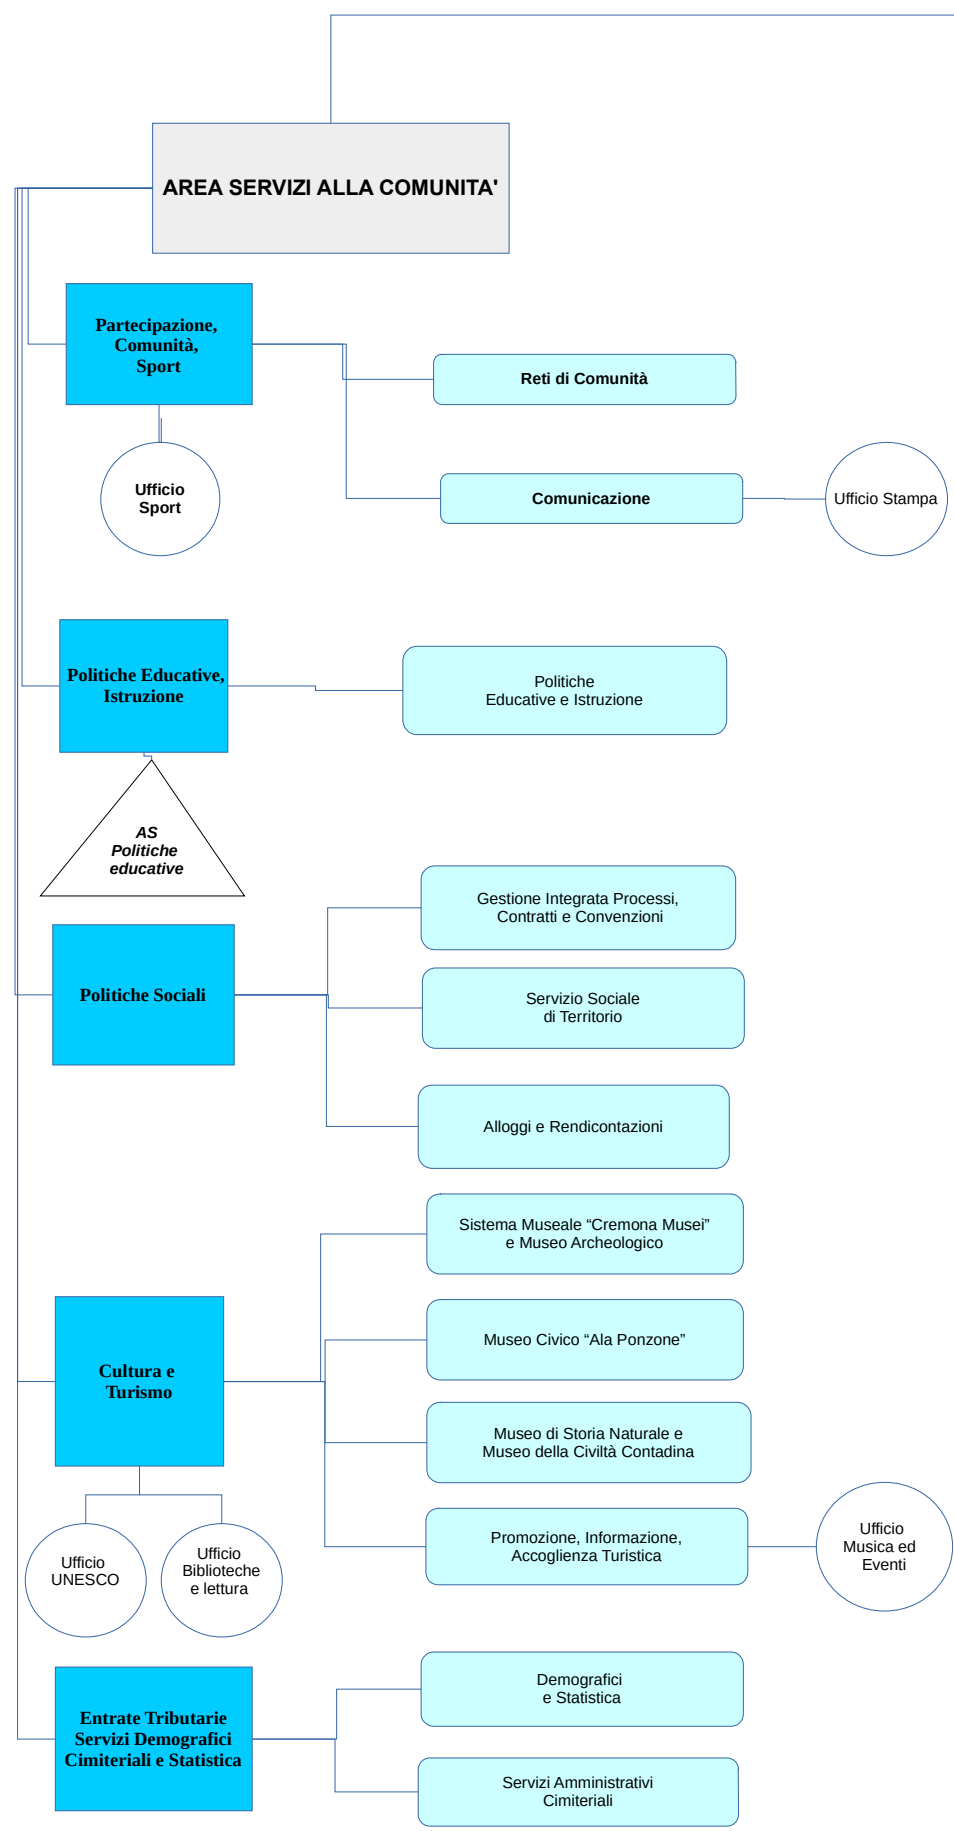 AREA SERVIZI ALLA COMUNITA'
Partecipazione,
Comunità,
Sport
Reti di Comunità
Ufficio
Sport
Comunicazione
Ufficio Stampa
Politiche Educative,
Istruzione
Politiche
Educative e Istruzione
AS
Politiche
educative
Gestione Integrata Processi,
Contratti e Convenzioni
Politiche Sociali
Servizio Sociale
di Territorio
Alloggi e Rendicontazioni
Sistema Museale “Cremona Musei”
e Museo Archeologico
Museo Civico “Ala Ponzone”
Cultura e
Turismo
Museo di Storia Naturale e
Museo della Civiltà Contadina
Promozione, Informazione,
Accoglienza Turistica
Ufficio
Musica ed
Eventi
Ufficio
UNESCO
Ufficio
Biblioteche
e lettura
Entrate Tributarie
Servizi Demografici
Cimiteriali e Statistica
Demografici
e Statistica
Servizi Amministrativi
Cimiteriali